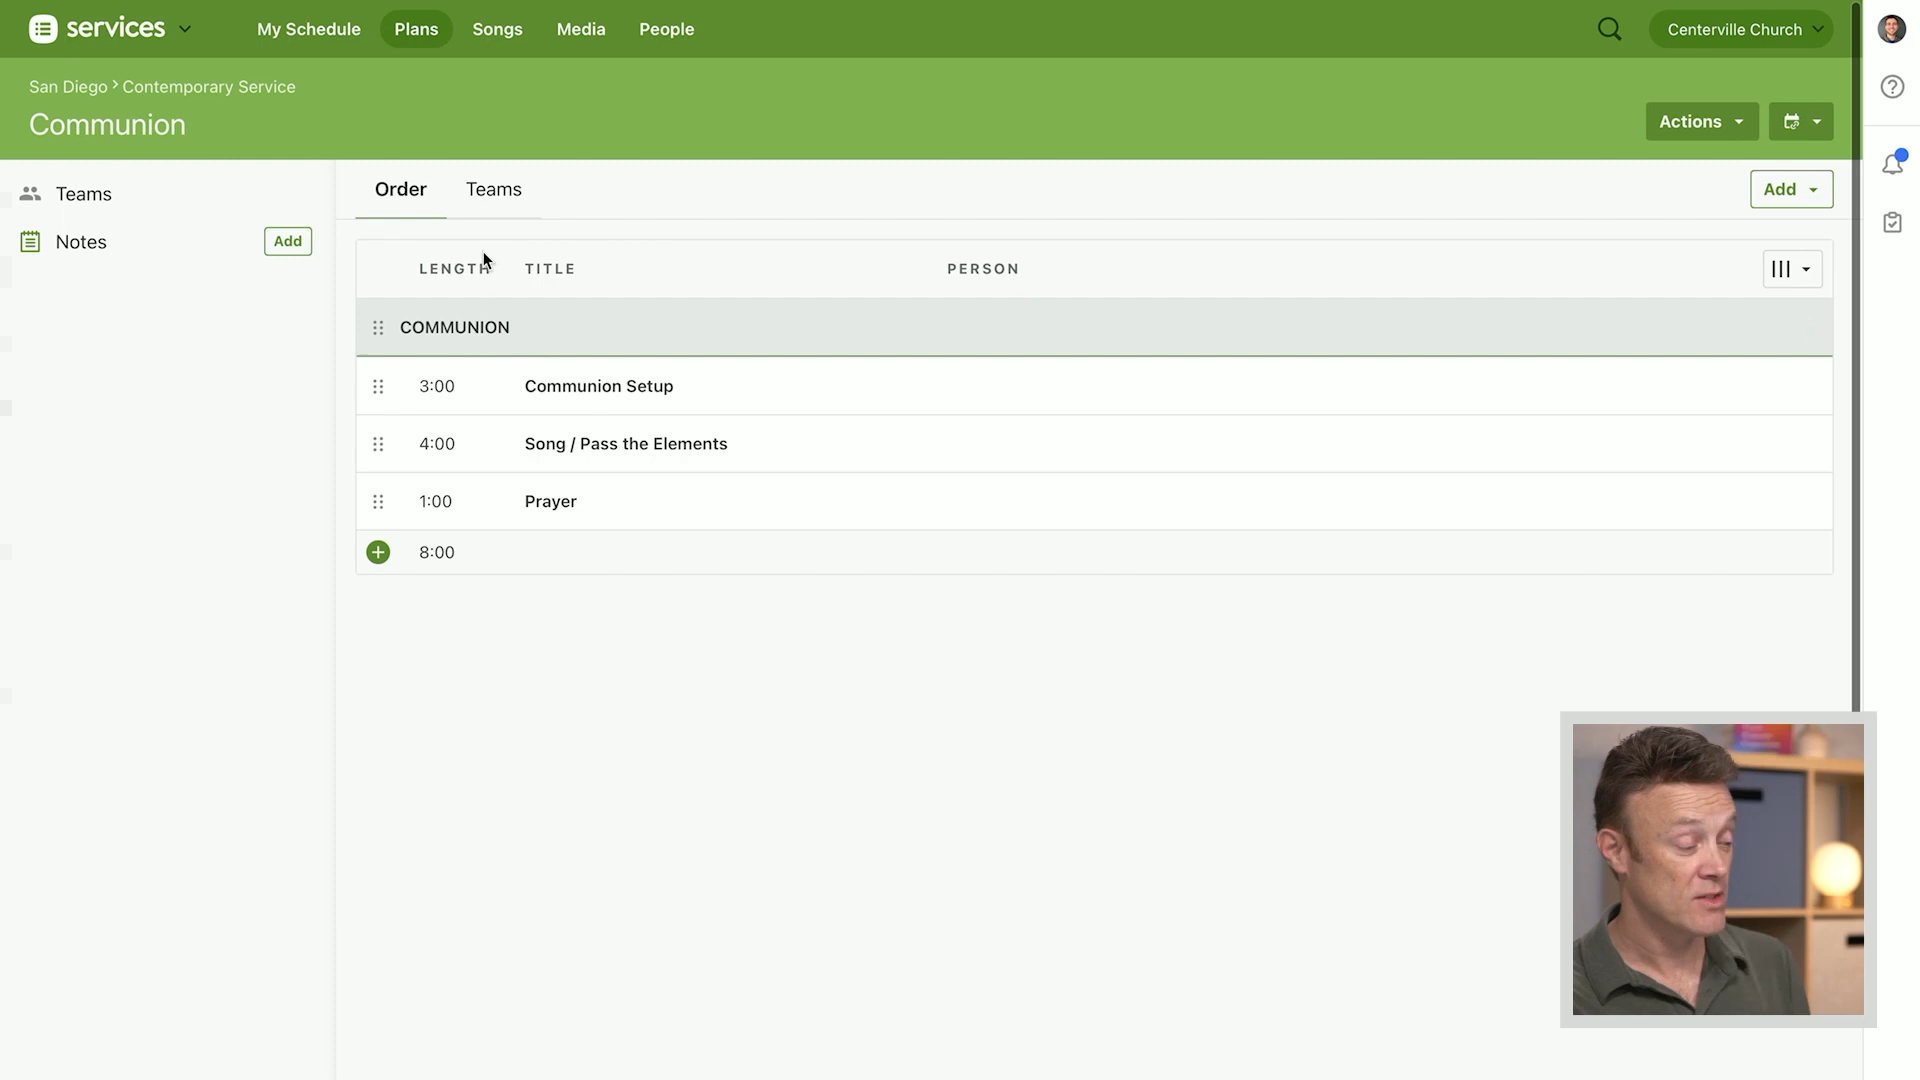 services
My Schedule
Plans
Songs
Media
People
Centerville Church
San Diego > Contemporary Service
Communion
Actions
Teams
Notes
Add
Order
Teams
Add
LENGTH
TITLE
PERSON
COMMUNION
3:00
Communion Setup
4:00
Song / Pass the Elements
1:00
Prayer
8:00